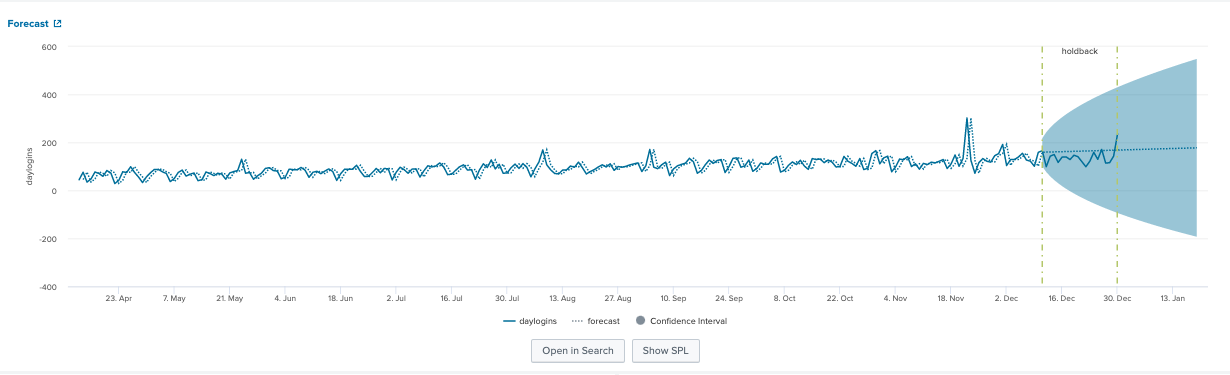 Forecast
holdback
600
400
200
0
-200
-400
daylogins
23. Apr 7. May 21. May 4. Jun 18. Jun 2. Jul 16. Jul 30. Jul 13. Aug 27. Aug 10. Sep 24. Sep 8. Oct 22. Oct 4. Nov 18. Nov 2. Dec 16. Dec 30. Dec 13. Jan
daylogins forecast Confidence Interval
Open in Search Show SPL